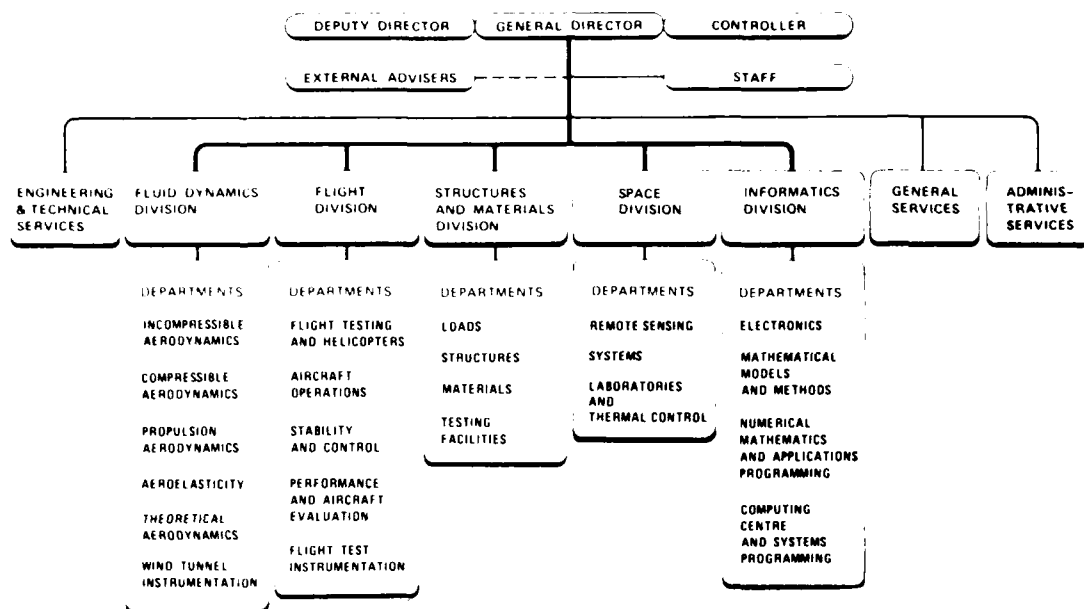 DEPUTY DIRECTOR
GENERAL DIRECTOR
CONTROLLER
EXTERNAL ADVISERS
STAFF
ENGINEERING
& TECHNICAL
SERVICES
FLUID DYNAMICS
DIVISION
FLIGHT
DIVISION
STRUCTURES
AND MATERIALS
DIVISION
SPACE
DIVISION
INFORMATICS
DIVISION
GENERAL
SERVICES
ADMINIS-
TRATIVE
SERVICES
DEPARTMENTS
INCOMPRESSIBLE
AERODYNAMICS
COMPRESSIBLE
AERODYNAMICS
PROPULSION
AERODYNAMICS
AEROELASTICITY
THEORETICAL
AERODYNAMICS
WIND TUNNEL
INSTRUMENTATION
DEPARTMENTS
FLIGHT TESTING
AND HELICOPTERS
AIRCRAFT
OPERATIONS
STABILITY
AND CONTROL
PERFORMANCE
AND AIRCRAFT
EVALUATION
FLIGHT TEST
INSTRUMENTATION
DEPARTMENTS
LOADS
STRUCTURES
MATERIALS
TESTING
FACILITIES
DEPARTMENTS
REMOTE SENSING
SYSTEMS
LABORATORIES
AND
THERMAL CONTROL
DEPARTMENTS
ELECTRONICS
MATHEMATICAL
MODELS
AND METHODS
NUMERICAL
MATHEMATICS
AND APPLICATIONS
PROGRAMMING
COMPUTING
CENTRE
AND SYSTEMS
PROGRAMMING